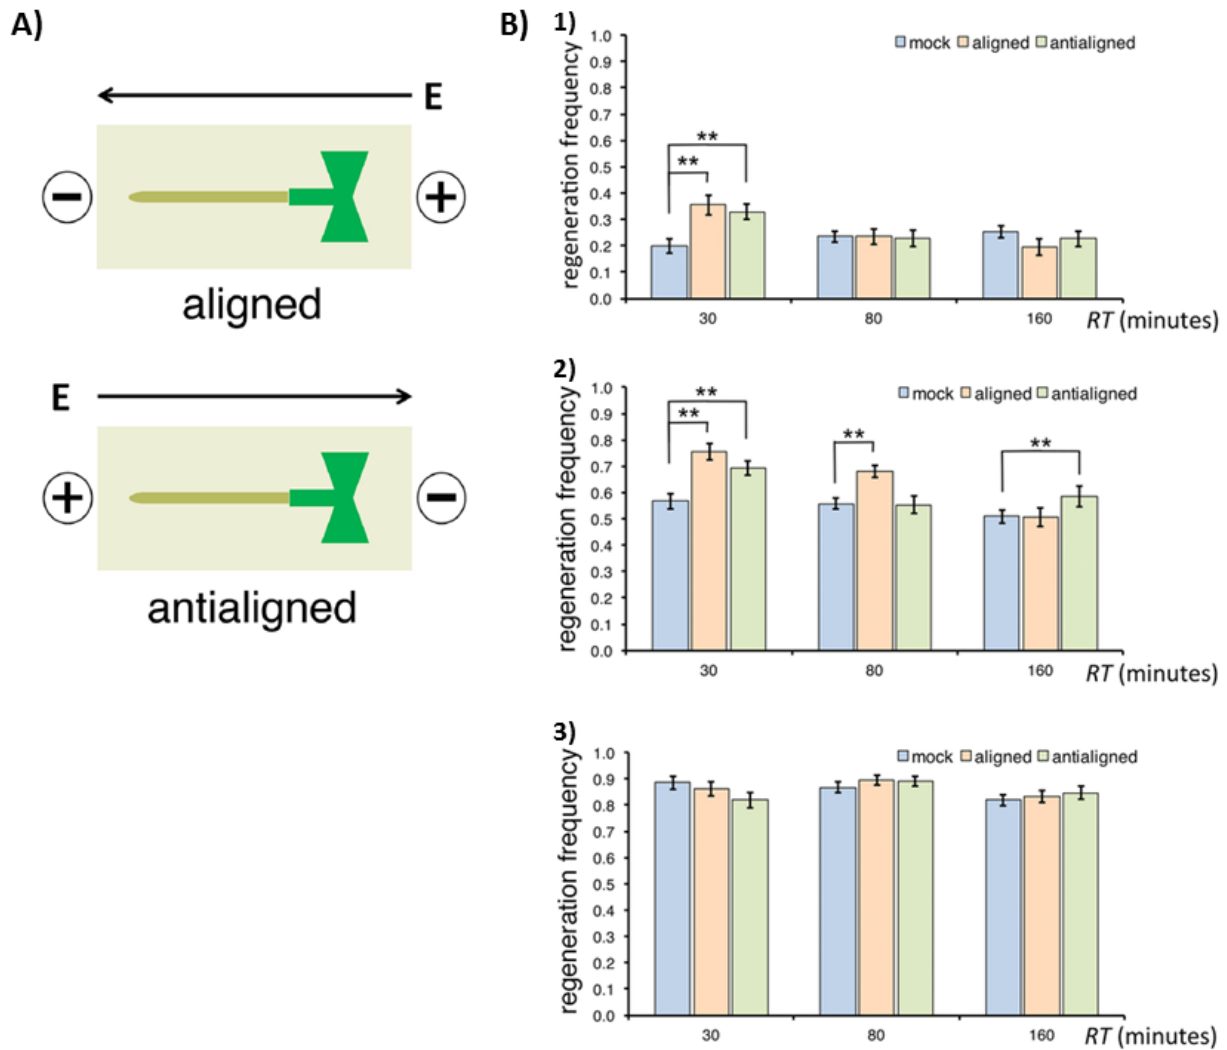 A)
E
− +
aligned
E
+ −
antialigned
B)
1)
mock aligned antialigned
regeneration frequency
1.0
0.9
0.8
0.7
0.6
0.5
0.4
0.3
0.2
0.1
0.0
**
**
30 80 160 RT (minutes)
2)
mock aligned antialigned
regeneration frequency
1.0
0.9
0.8
0.7
0.6
0.5
0.4
0.3
0.2
0.1
0.0
**
**
**
**
30 80 160 RT (minutes)
3)
mock aligned antialigned
regeneration frequency
1.0
0.9
0.8
0.7
0.6
0.5
0.4
0.3
0.2
0.1
0.0
30 80 160 RT (minutes)